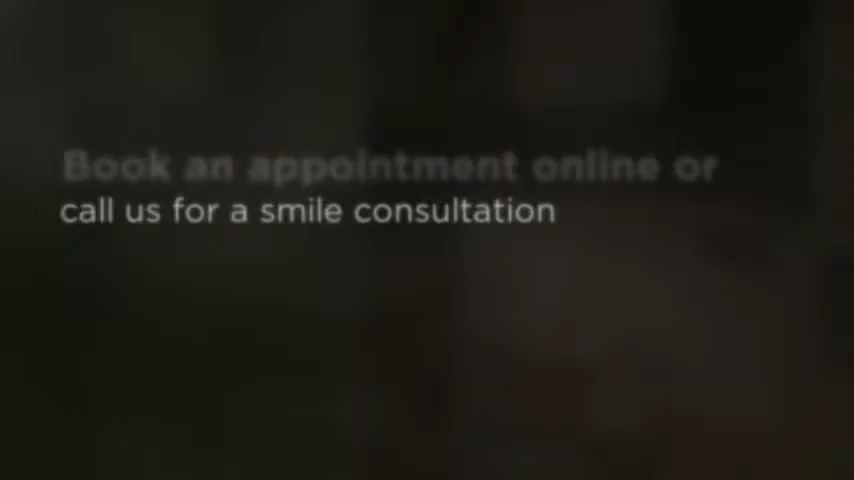 Book an appointment online or
call us for a smile consultation